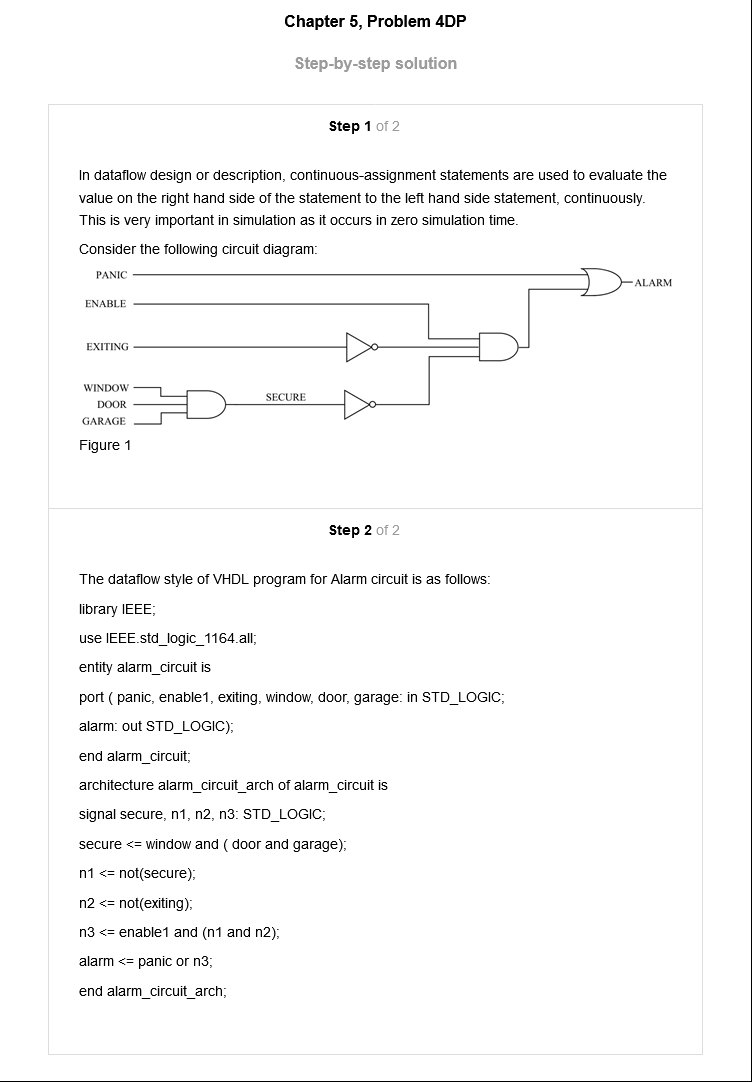 Chapter 5, Problem 4DP
Step-by-step solution
Step 1 of 2
In dataflow design or description, continuous-assignment statements are used to evaluate the
value on the right hand side of the statement to the left hand side statement, continuously.
This is very important in simulation as it occurs in zero simulation time.
Consider the following circuit diagram:
PANIC
ALARM
ENABLE
EXITING
WINDOW
DOOR
SECURE
GARAGE
Figure 1
Step 2 of 2
The dataflow style of VHDL program for Alarm circuit is as follows:
library IEEE;
use IEEE.std_logic_1164.all;
entity alarm_circuit is
port ( panic, enable1, exiting, window, door, garage: in STD_LOGIC;
alarm: out STD_LOGIC);
end alarm_circuit;
architecture alarm_circuit_arch of alarm_circuit is
signal secure, n1, n2, n3: STD_LOGIC;
secure <= window and ( door and garage);
n1 <= not(secure);
n2 <= not(exiting);
n3 <= enable1 and (n1 and n2);
alarm <= panic or n3;
end alarm_circuit_arch;